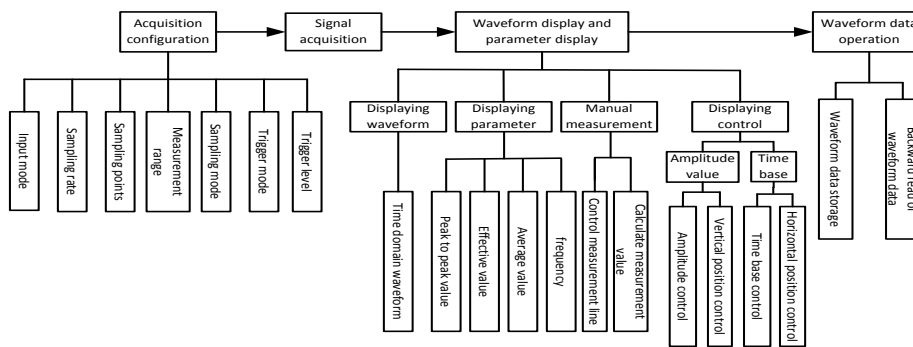 Acquisition
configuration
Signal
acquisition
Waveform display and
parameter display
Waveform data
operation
Input mode
Sampling rate
Sampling points
Measurement
range
Sampling mode
Trigger mode
Trigger level
Displaying
waveform
Displaying
parameter
Manual
measurement
Displaying
control
Time domain waveform
Peak to peak value
Effective value
Average value
frequency
Control measurement line
Calculate measurement
value
Amplitude
value
Time
base
Amplitude control
Vertical position control
Time base control
Horizontal position control
Waveform data storage
Backward read of
waveform data